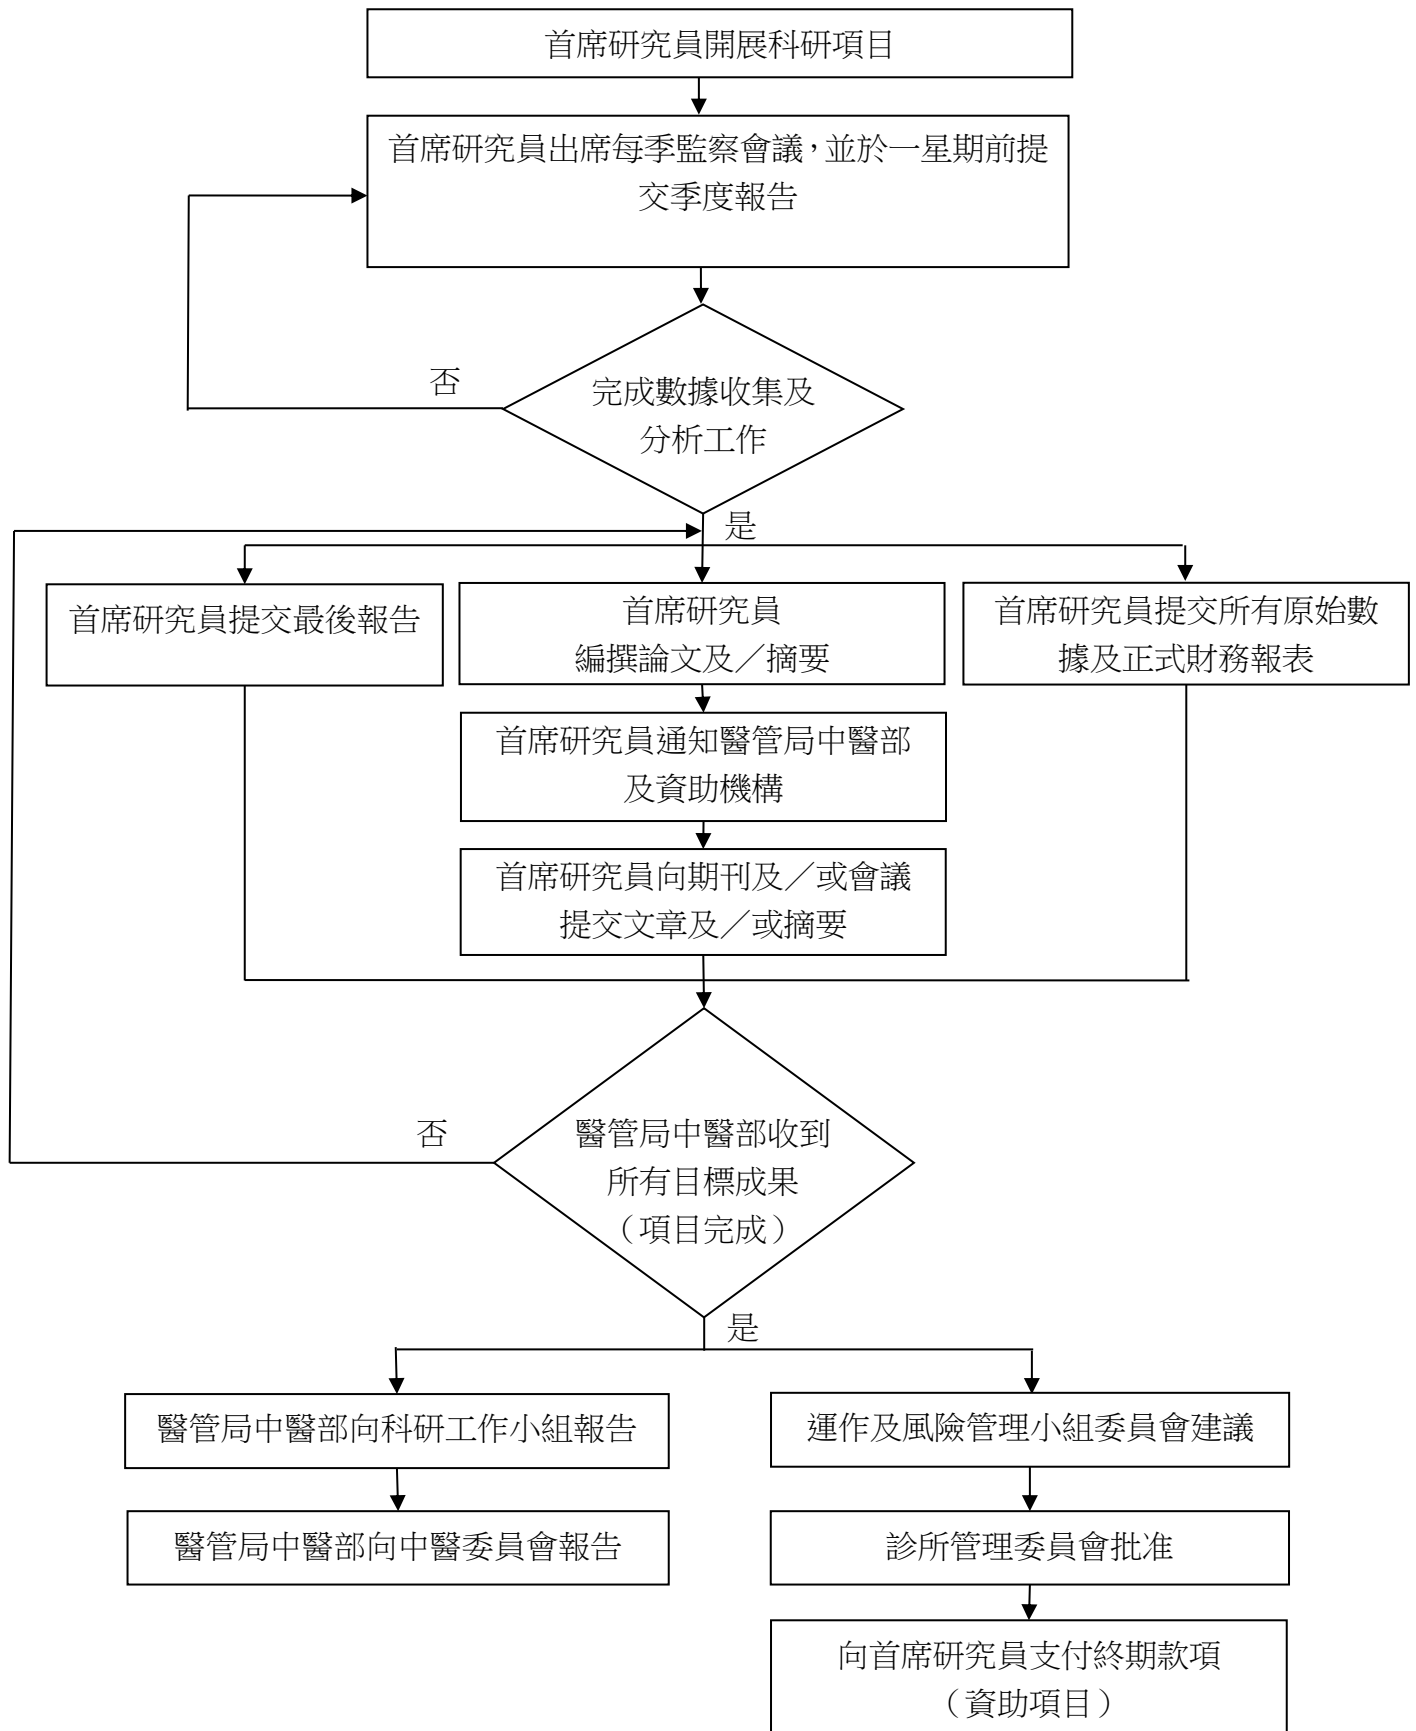 首席研究員開展科研項目
首席研究員出席每季監察會議，並於一星期前提
交季度報告
否
完成數據收集及
分析工作
是
首席研究員提交最後報告
首席研究員
編撰論文及／摘要
首席研究員提交所有原始數
據及正式財務報表
首席研究員通知醫管局中醫部
及資助機構
首席研究員向期刊及／或會議
提交文章及／或摘要
否
醫管局中醫部收到
所有目標成果
（項目完成）
是
醫管局中醫部向科研工作小組報告
運作及風險管理小組委員會建議
醫管局中醫部向中醫委員會報告
診所管理委員會批准
向首席研究員支付終期款項
（資助項目）